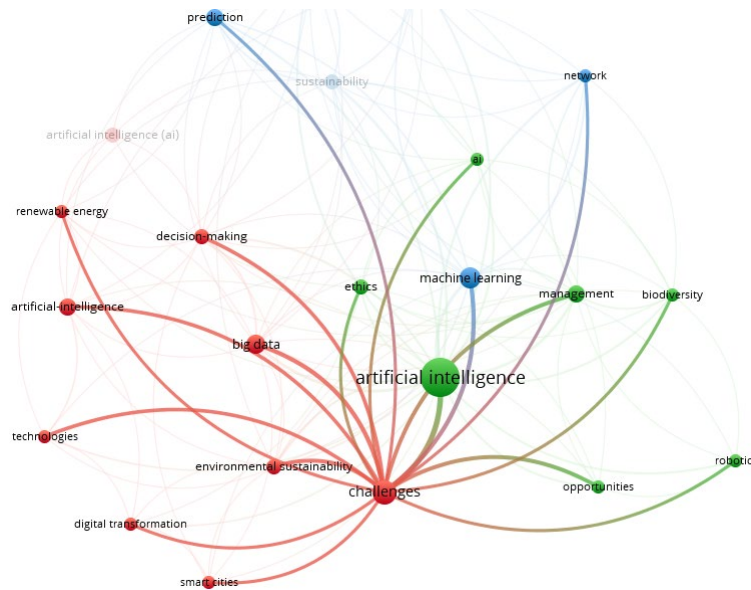 prediction
network
sustainability
artificial intelligence (ai)
ai
renewable energy
decision-making
machine learning
ethics
management
biodiversity
artificial-intelligence
big data
artificial intelligence
technologies
environmental sustainability
robotic
challenges
opportunities
digital transformation
smart cities